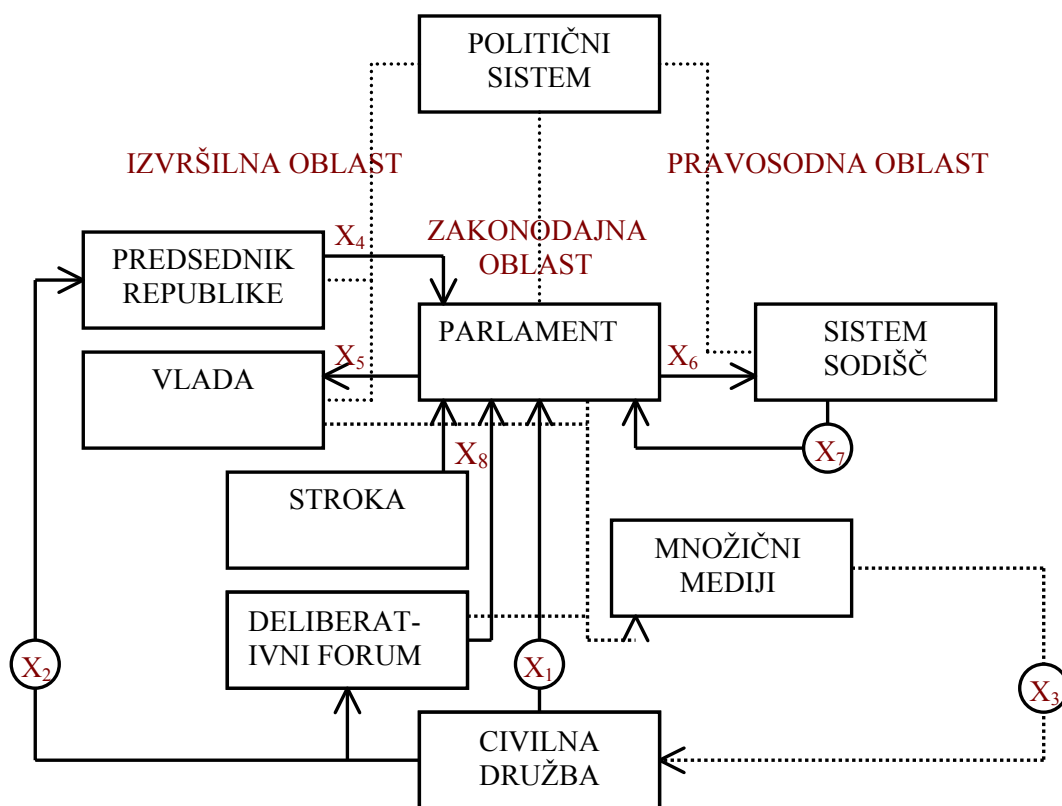 POLITIČNI
SISTEM
IZVRŠILNA OBLAST
PRAVOSODNA OBLAST
ZAKONODAJNA
OBLAST
X₄
PREDSEDNIK
REPUBLIKE
PARLAMENT
SISTEM
SODIŠČ
X₅
X₆
VLADA
X₈
X₇
STROKA
MNOŽIČNI
MEDIJI
DELIBERAT-
IVNI FORUM
X₂
X₁
X₃
CIVILNA
DRUŽBA